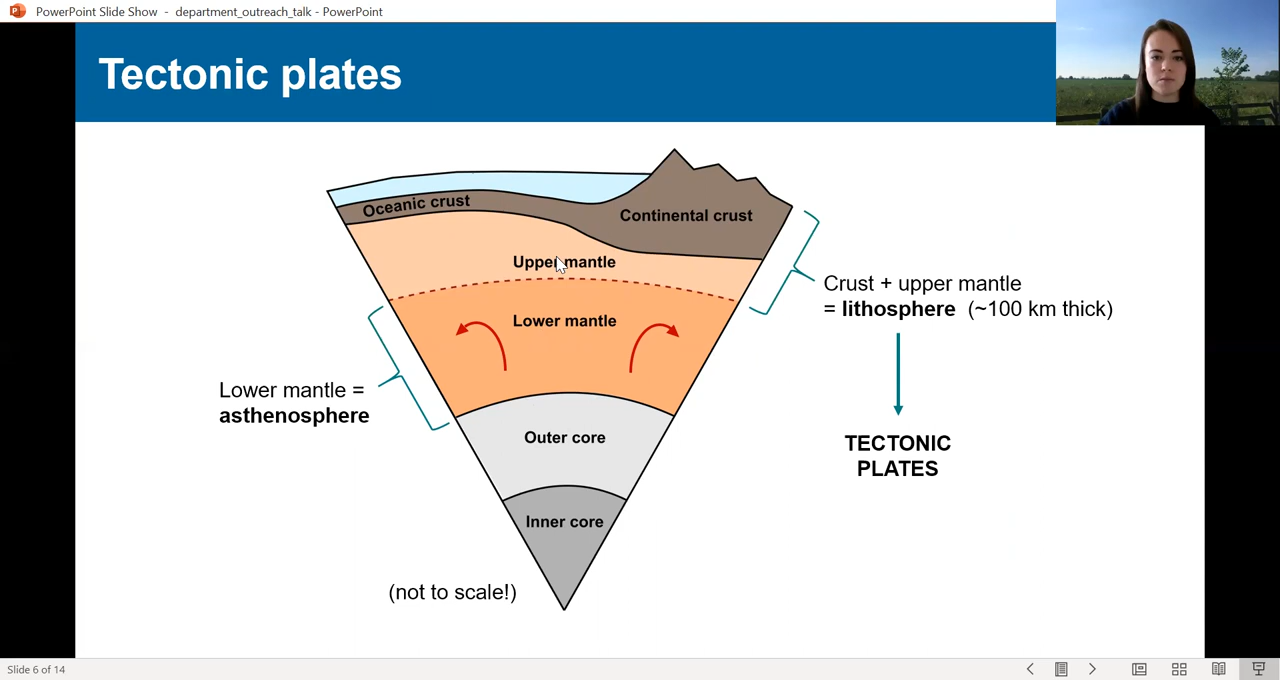 PowerPoint Slide Show - department_outreach_talk - PowerPoint
Tectonic plates
Oceanic crust
Continental crust
Upper mantle
Crust + upper mantle
= lithosphere (~100 km thick)
Lower mantle
Lower mantle =
asthenosphere
Outer core
TECTONIC
PLATES
Inner core
(not to scale!)
Slide 6 of 14